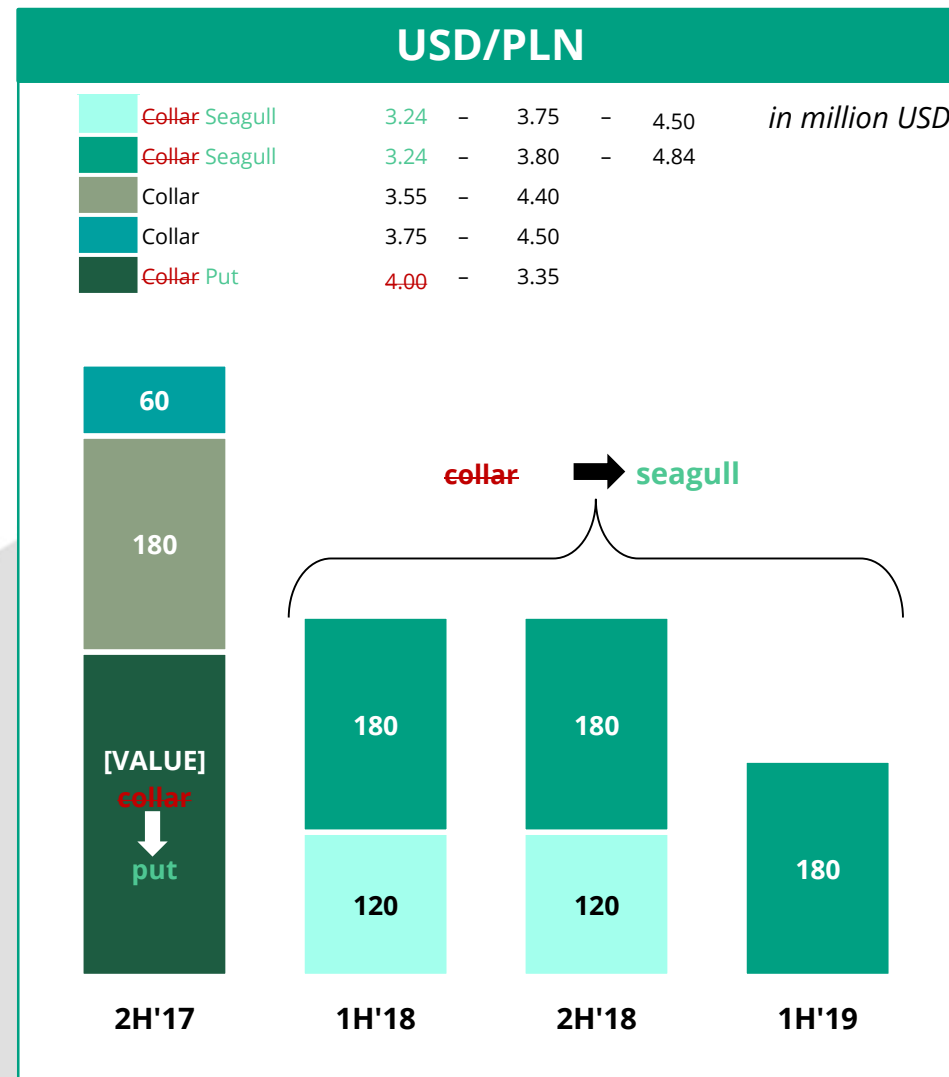 USD/PLN
in million USD
Collar Seagull 3.24 – 3.75 – 4.50
Collar Seagull 3.24 – 3.80 – 4.84
Collar 3.55 – 4.40
Collar 3.75 – 4.50
Collar Put 4.00 – 3.35
60
180
[VALUE]
collar
put
collar seagull
180
120
180
120
180
2H'17 1H'18 2H'18 1H'19